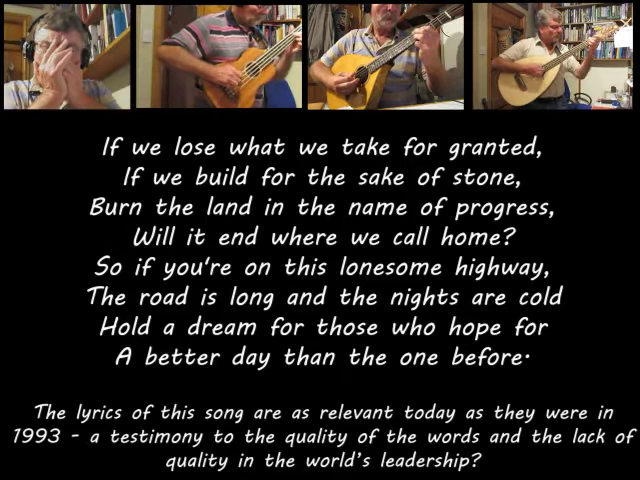 If we lose what we take for granted,
If we build for the sake of stone,
Burn the land in the name of progress,
Will it end where we call home?
So if you're on this lonesome highway,
The road is long and the nights are cold
Hold a dream for those who hope for
A better day than the one before.
The lyrics of this song are as relevant today as they were in
1993 - a testimony to the quality of the words and the lack of
quality in the world's leadership?